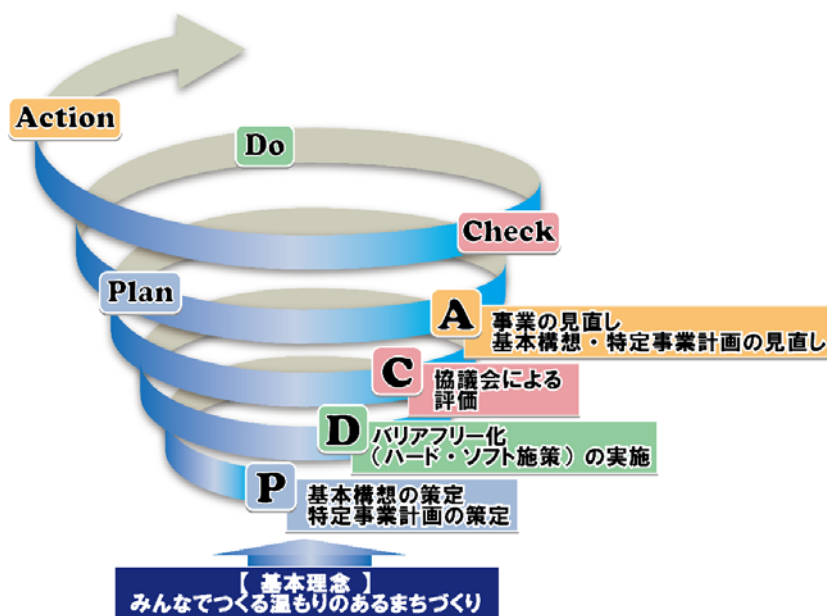 Action
Do
Check
Plan
A
事業の見直し
基本構想・特定事業計画の見直し
C
協議会による
評価
D
バリアフリー化
（ハード・ソフト施策）の実施
P
基本構想の策定
特定事業計画の策定
【 基本理念 】
みんなでつくる温もりのあるまちづくり